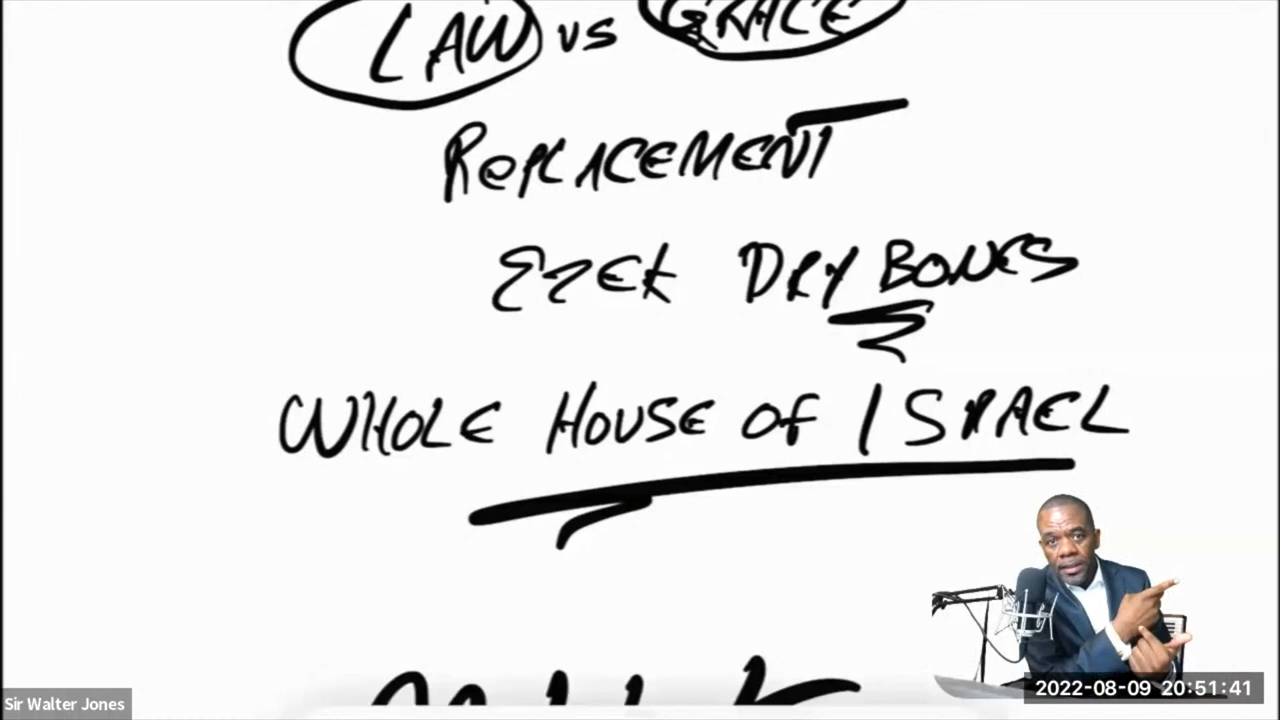 LAW vs GRACE
REPLACEMENT
EZEK DRY BONES
WHOLE HOUSE OF ISRAEL
Sir Walter Jones
2022-08-09 20:51:41